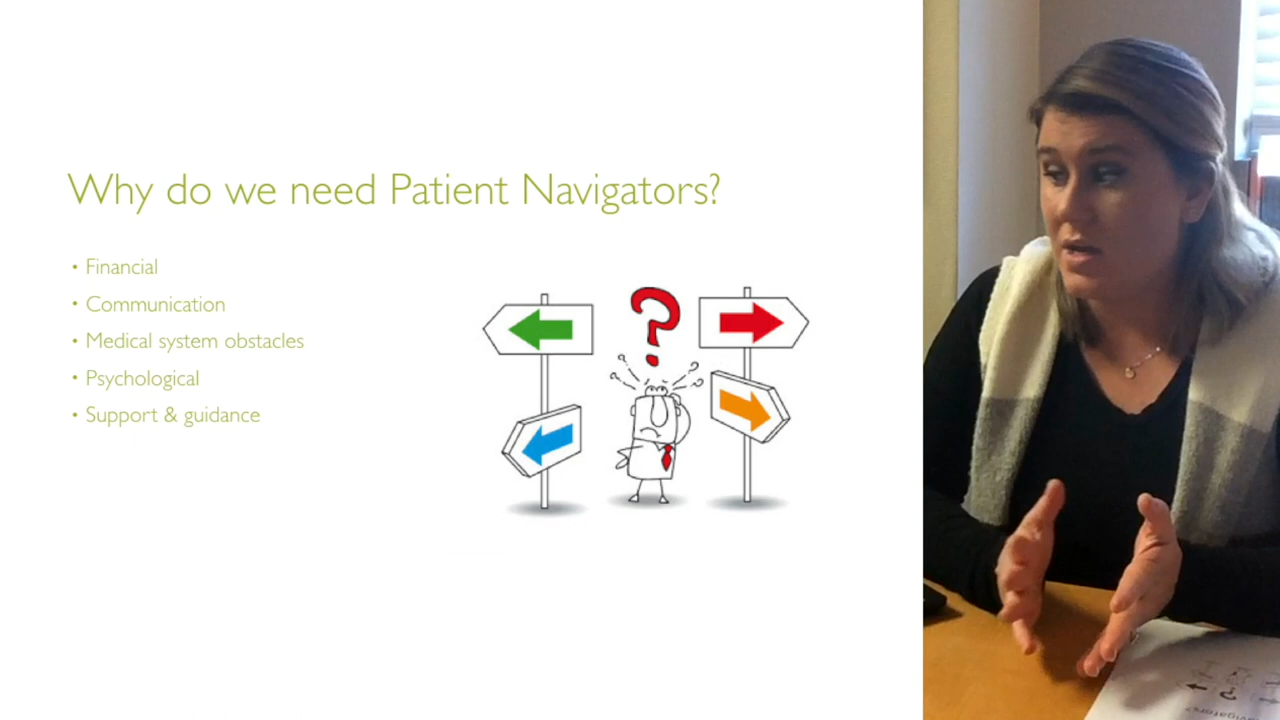 Why do we need Patient Navigators?
• Financial
• Communication
• Medical system obstacles
• Psychological
• Support & guidance
?